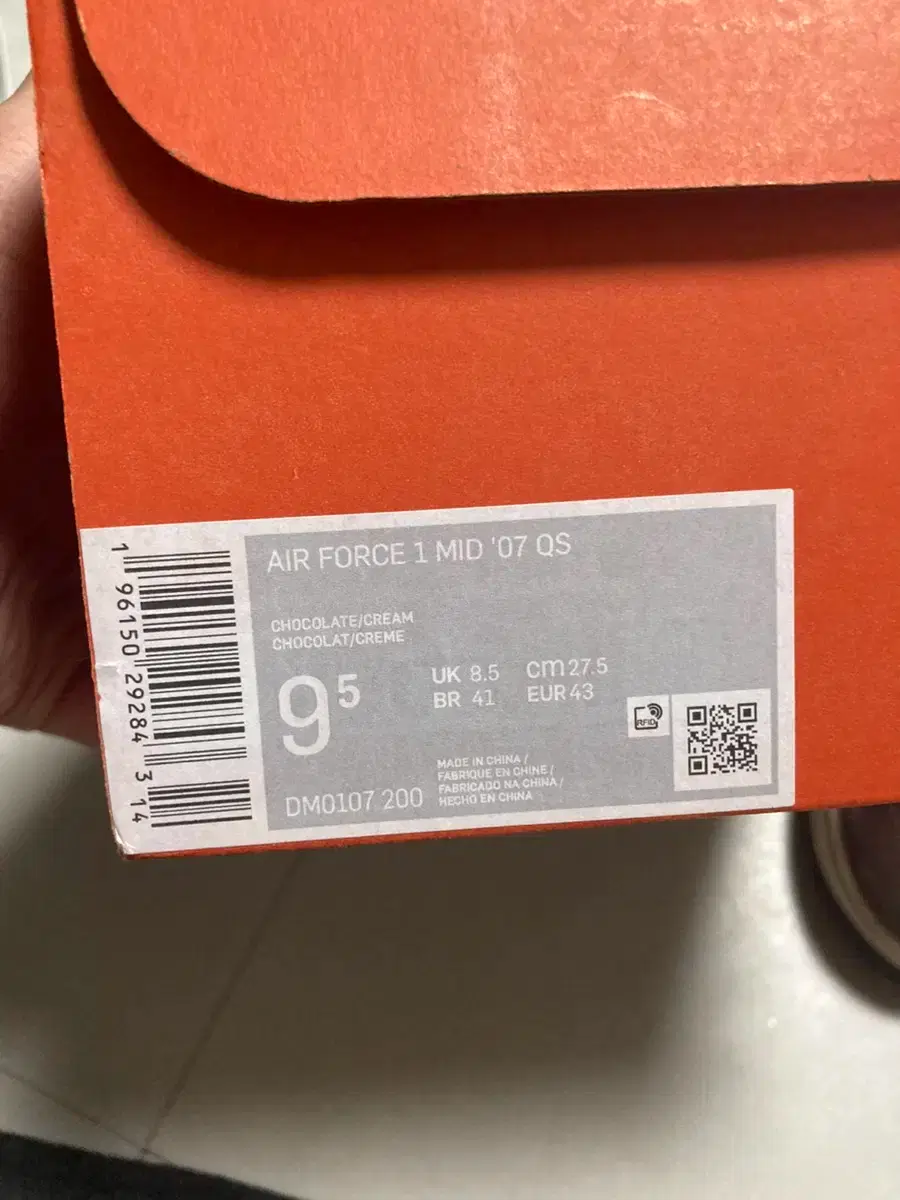 AIR FORCE 1 MID '07 QS
CHOCOLATE/CREAM
CHOCOLAT/CREME
9 5
UK 8.5 cm 27.5
BR 41 EUR 43
RFID
DM0107 200
MADE IN CHINA /
FABRIQUE EN CHINE /
FABRICADO NA CHINA /
HECHO EN CHINA
1 96150 29284 3 14